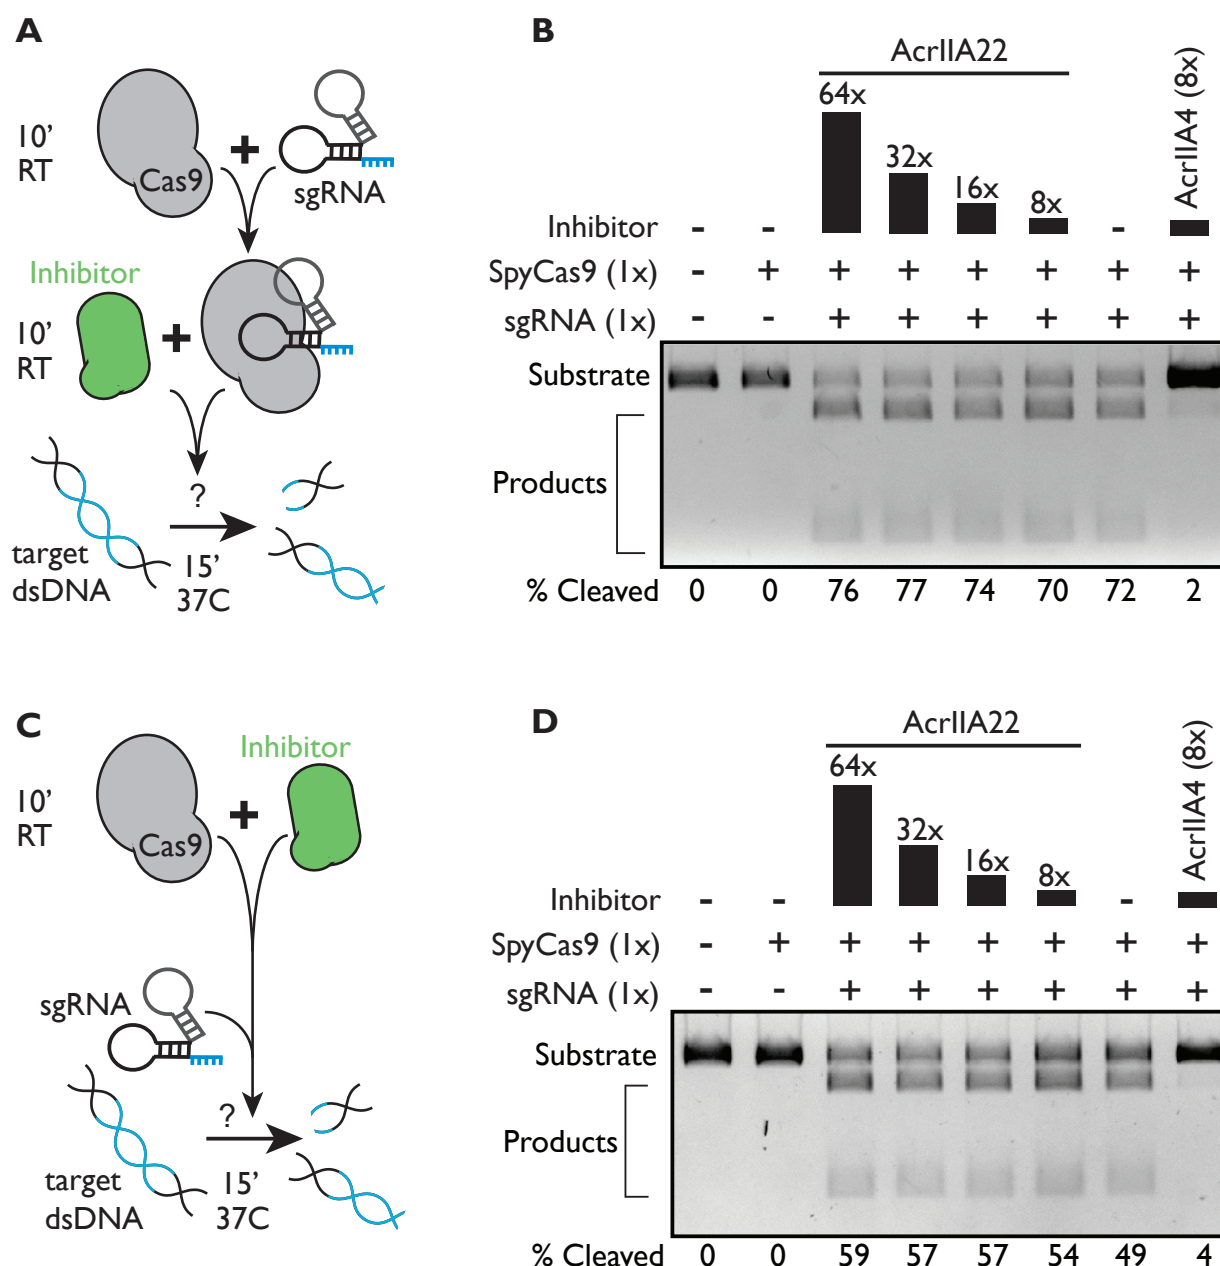 A
10'
RT
Cas9
sgRNA
Inhibitor
10'
RT
?
target
dsDNA
15'
37C
B
AcrIIA22
64x
32x
16x
8x
AcrIIA4 (8x)
Inhibitor - - -
SpyCas9 (1x) - + + + + + + +
sgRNA (1x) - - + + + + + +
Substrate
Products
% Cleaved 0 0 76 77 74 70 72 2
C
Inhibitor
10'
RT
Cas9
sgRNA
?
target
dsDNA
15'
37C
D
AcrIIA22
64x
32x
16x
8x
AcrIIA4 (8x)
Inhibitor - - -
SpyCas9 (1x) - + + + + + + +
sgRNA (1x) - - + + + + + +
Substrate
Products
% Cleaved 0 0 59 57 57 54 49 4